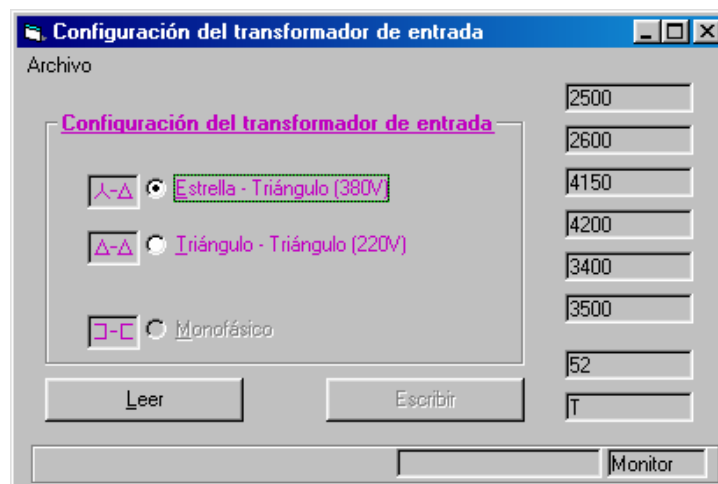 Configuración del transformador de entrada
Archivo
Configuración del transformador de entrada
Estrella - Triángulo (380V)
Triángulo - Triángulo (220V)
Monofásico
Leer
Escribir
2500
2600
4150
4200
3400
3500
52
T
Monitor